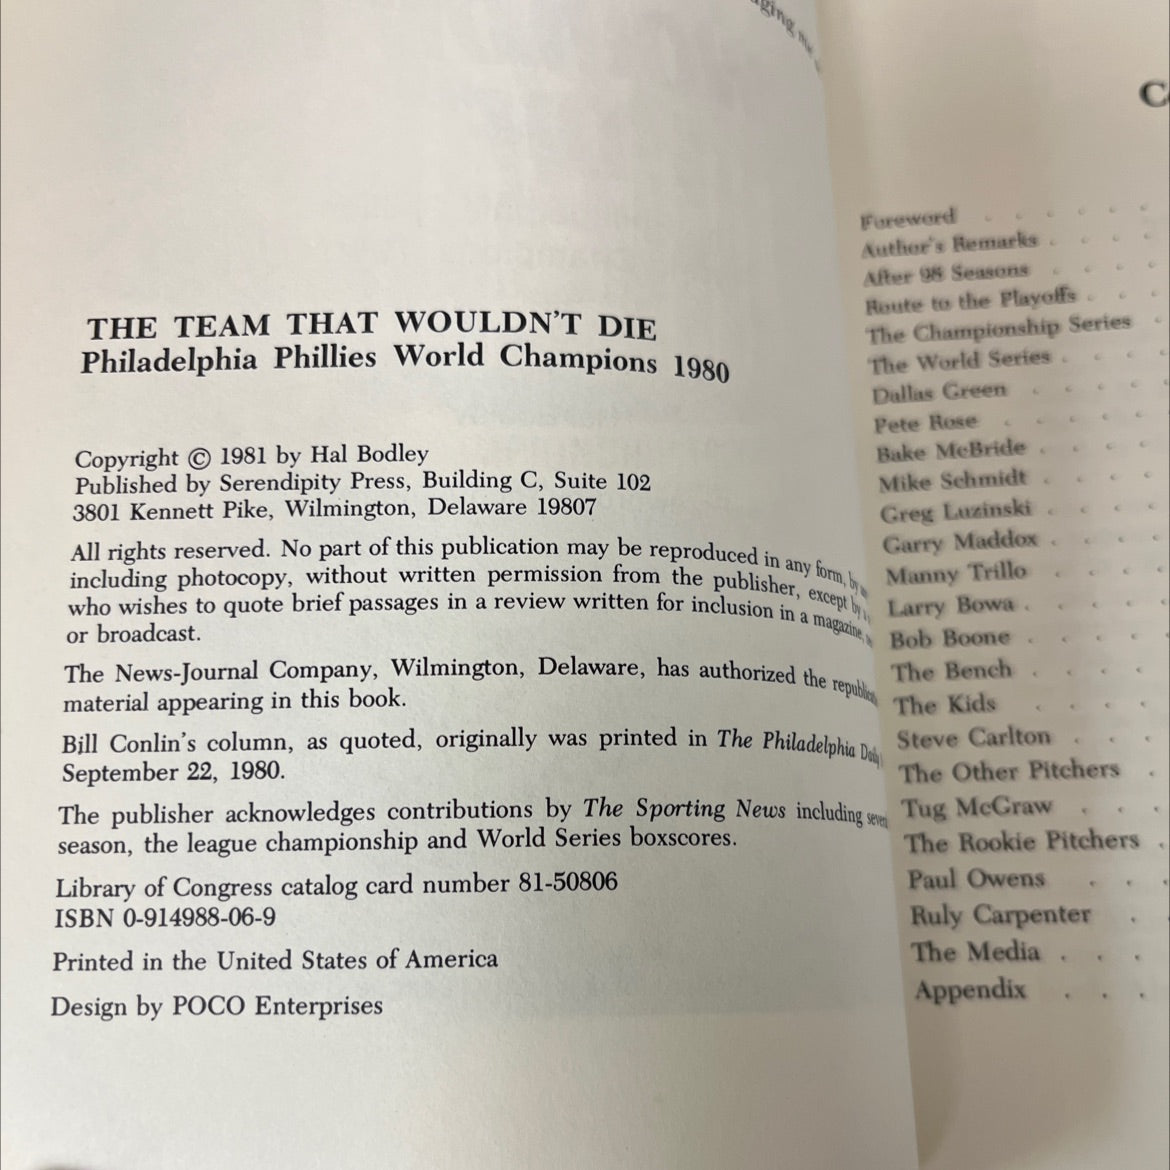 THE TEAM THAT WOULDN'T DIE
Philadelphia Phillies World Champions 1980
Copyright © 1981 by Hal Bodley
Published by Serendipity Press, Building C, Suite 102
3801 Kennett Pike, Wilmington, Delaware 19807
All rights reserved. No part of this publication may be reproduced in any form, by
including photocopy, without written permission from the publisher, except by
who wishes to quote brief passages in a review written for inclusion in a magazine,
or broadcast.
The News-Journal Company, Wilmington, Delaware, has authorized the
material appearing in this book.
Bill Conlin's column, as quoted, originally was printed in The Philadelphia Daily
September 22, 1980.
The publisher acknowledges contributions by The Sporting News including
season, the league championship and World Series boxscores.
Library of Congress catalog card number 81-50806
ISBN 0-914988-06-9
Printed in the United States of America
Design by POCO Enterprises
Foreword
Author's Remarks
After 98 Seasons
Route to the Playoffs
The Championship Series
The World Series
Dallas Green
Pete Rose
Bake McBride
Mike Schmidt
Greg Luzinski
Garry Maddox
Manny Trillo
Larry Bowa
Bob Boone
The Bench
The Kids
Steve Carlton
The Other Pitchers
Tug McGraw
The Rookie Pitchers
Paul Owens
Ruly Carpenter
The Media
Appendix